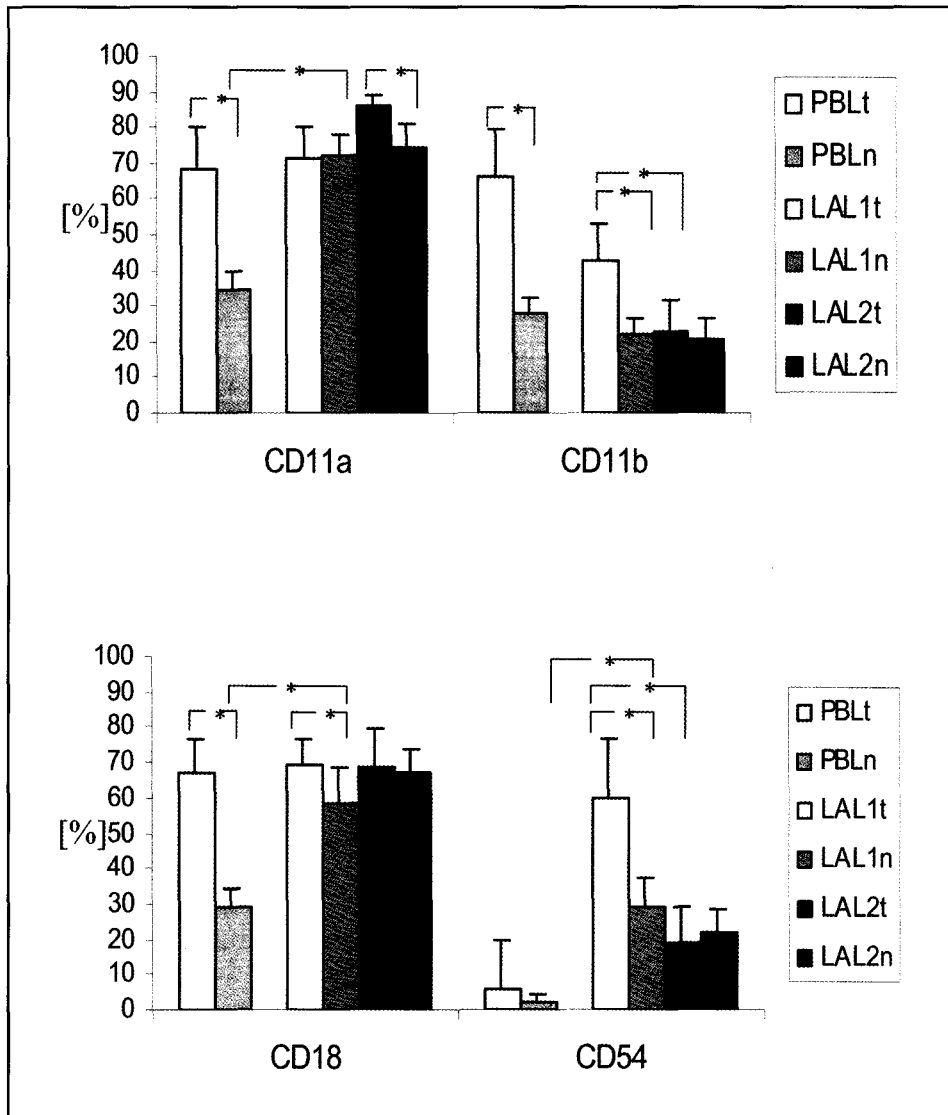 100
90
80
70
60
50
40
30
20
10
0
[%]
* * *
* * *
CD11a CD11b
PBLt
PBLn
LAL1t
LAL1n
LAL2t
LAL2n
100
90
80
70
60
50
40
30
20
10
0
[%]
* * *
* * * *
CD18 CD54
PBLt
PBLn
LAL1t
LAL1n
LAL2t
LAL2n